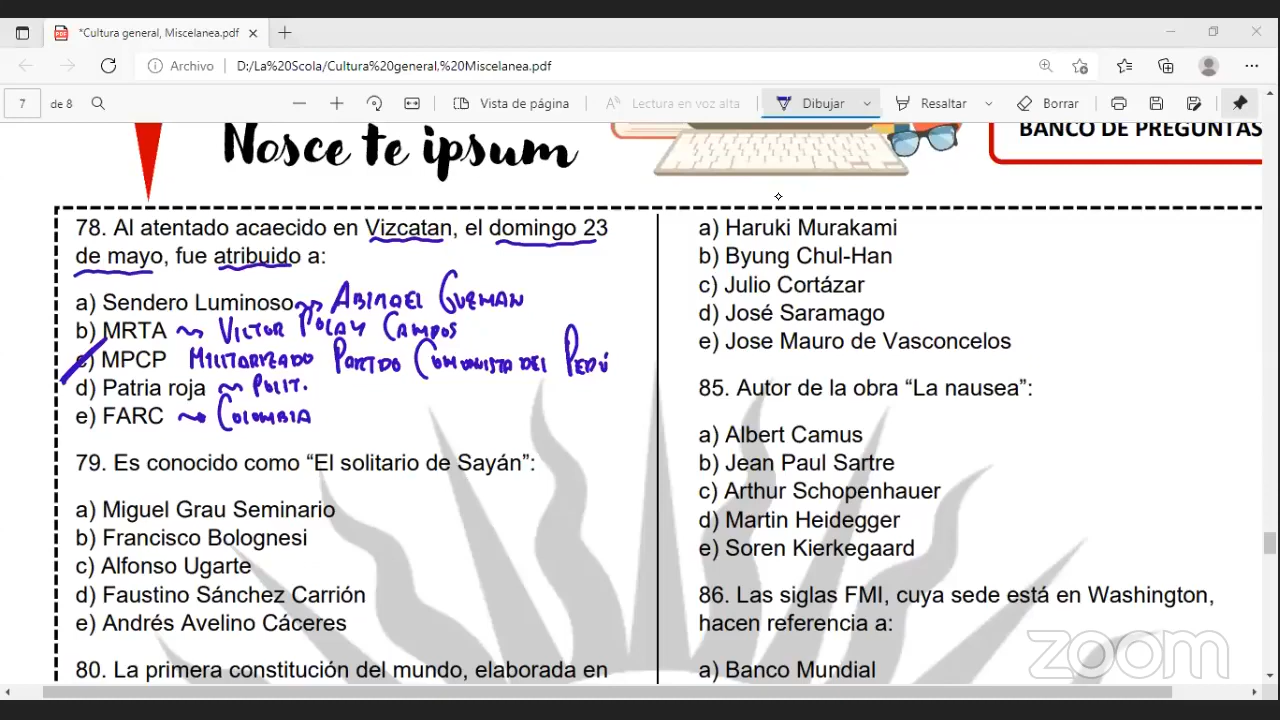 *Cultura general, Miscelanea.pdf
Archivo D:/La%20Scola/Cultura%20general,%20Miscelanea.pdf
7 de 8 Vista de página Lectura en voz alta Dibujar Resaltar Borrar
Nosce te ipsum
BANCO DE PREGUNTAS
78. Al atentado acaecido en Vizcatan, el domingo 23
de mayo, fue atribuido a:
a) Sendero Luminoso ABIMAEL GUZMAN
b) MRTA VICTOR POLAY CAMPOS
c) MPCP MILITARIZADO PARTIDO COMUNISTA DEL PERÚ
d) Patria roja POLIT.
e) FARC COLOMBIA
79. Es conocido como “El solitario de Sayán”:
a) Miguel Grau Seminario
b) Francisco Bolognesi
c) Alfonso Ugarte
d) Faustino Sánchez Carrión
e) Andrés Avelino Cáceres
80. La primera constitución del mundo, elaborada en
a) Haruki Murakami
b) Byung Chul-Han
c) Julio Cortázar
d) José Saramago
e) Jose Mauro de Vasconcelos
85. Autor de la obra “La nausea”:
a) Albert Camus
b) Jean Paul Sartre
c) Arthur Schopenhauer
d) Martin Heidegger
e) Soren Kierkegaard
86. Las siglas FMI, cuya sede está en Washington,
hacen referencia a:
a) Banco Mundial
zoom